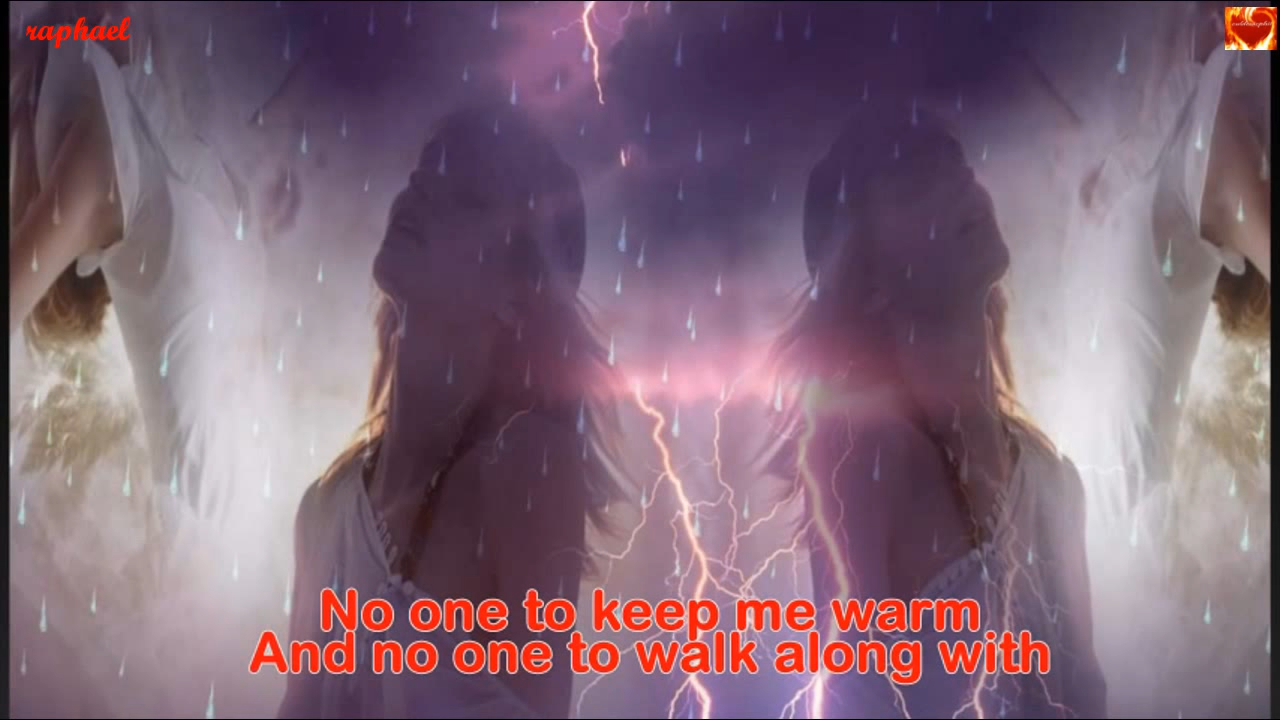 raphael
No one to keep me warm
And no one to walk along with